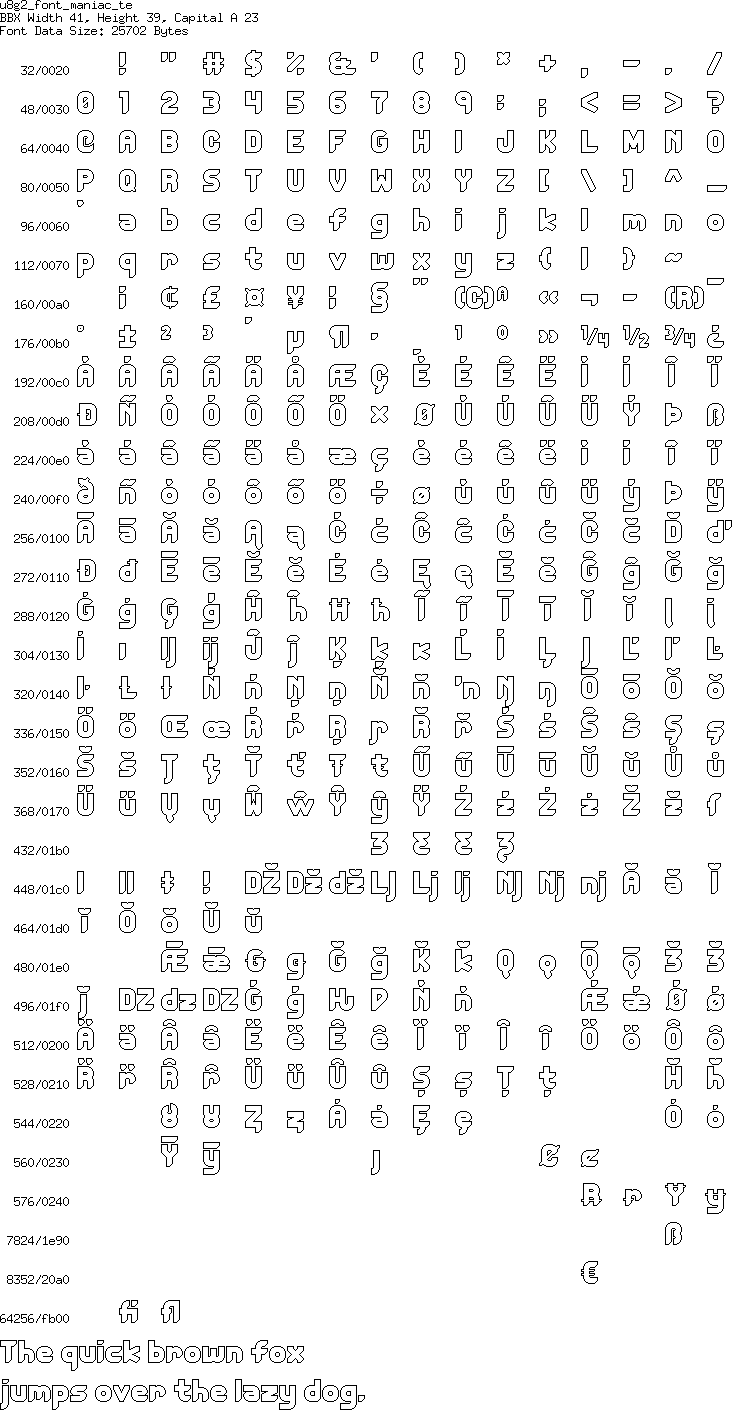 u8g2_font_maniac_te
BBX Width 41, Height 39, Capital A 23
Font Data Size: 25702 Bytes
32/0020 ! " # $ % & ' ( ) * + , - . /
48/0030 0 1 2 3 4 5 6 7 8 9 : ; < = > ?
64/0040 @ A B C D E F G H I J K L M N O
80/0050 P Q R S T U V W X Y Z [ \ ] ^ _
96/0060 ` a b c d e f g h i j k l m n o
112/0070 p q r s t u v w x y z { | } ~
160/00a0 ¡ ¢ £ ¤ ¥ ¦ § ¨ (C) ª « ¬ - (R) ¯
176/00b0 ° ± ² ³ ´ µ ¶ · ¹ º » ¼ ½ ¾ ¿
192/00c0 À Á Â Ã Ä Å Æ Ç È É Ê Ë Ì Í Î Ï
208/00d0 Ð Ñ Ò Ó Ô Õ Ö × Ø Ù Ú Û Ü Ý Þ ß
224/00e0 à á â ã ä å æ ç è é ê ë ì í î ï
240/00f0 ð ñ ò ó ô õ ö ÷ ø ù ú û ü ý þ ÿ
256/0100 Ā ā Ă ă Ą ą Ć ć Ĉ ĉ Ċ ċ Č č Ď ď
272/0110 Đ đ Ē ē Ĕ ĕ Ė ė Ę ę Ě ě Ĝ ĝ Ğ ğ
288/0120 Ġ ġ Ģ ģ Ĥ ĥ Ħ ħ Ĩ ĩ Ī ī Ĭ ĭ Į į
304/0130 İ ı Ĳ ĳ Ĵ ĵ Ķ ķ ĸ Ĺ ĺ Ļ ļ Ľ ľ Ŀ
320/0140 ŀ Ł ł Ń ń Ņ ņ Ň ň ŉ Ŋ ŋ Ō ō Ŏ ŏ
336/0150 Ő ő Œ œ Ŕ ŕ Ŗ ŗ Ř ř Ś ś Ŝ ŝ Ş ş
352/0160 Š š Ţ ţ Ť ť Ŧ ŧ Ũ ũ Ū ū Ŭ ŭ Ů ů
368/0170 Ű ű Ų ų Ŵ ŵ Ŷ ŷ Ÿ Ź ź Ż ż Ž ž ſ
432/01b0 Ʒ Ƹ ƹ ƺ
448/01c0 ǀ ǁ ǂ ǃ Ǆ ǅ ǆ Ǉ ǈ ǉ Ǌ ǋ ǌ Ǎ ǎ Ǐ
464/01d0 ǐ Ǒ ǒ Ǔ ǔ
480/01e0 Ǣ ǣ Ǥ ǥ Ǧ ǧ Ǩ ǩ Ǫ ǫ Ǭ ǭ Ǯ ǯ
496/01f0 ǰ Ǳ ǲ ǳ Ǵ ǵ Ƕ Ƿ Ǹ ǹ Ǽ ǽ Ǿ ǿ
512/0200 Ȁ ȁ Ȃ ȃ Ȅ ȅ Ȇ ȇ Ȉ ȉ Ȋ ȋ Ȍ ȍ Ȏ ȏ
528/0210 Ȑ ȑ Ȓ ȓ Ȕ ȕ Ȗ ȗ Ș ș Ț ț Ȟ ȟ
544/0220 Ȣ ȣ Ȥ ȥ Ȧ ȧ Ȩ ȩ Ȯ ȯ
560/0230 Ȳ ȳ ȷ Ȼ ȼ
576/0240 Ɍ ɍ Ɏ ɏ
7824/1e90 ẞ
8352/20a0 €
64256/fb00 ﬁ ﬂ
The quick brown fox
jumps over the lazy dog.